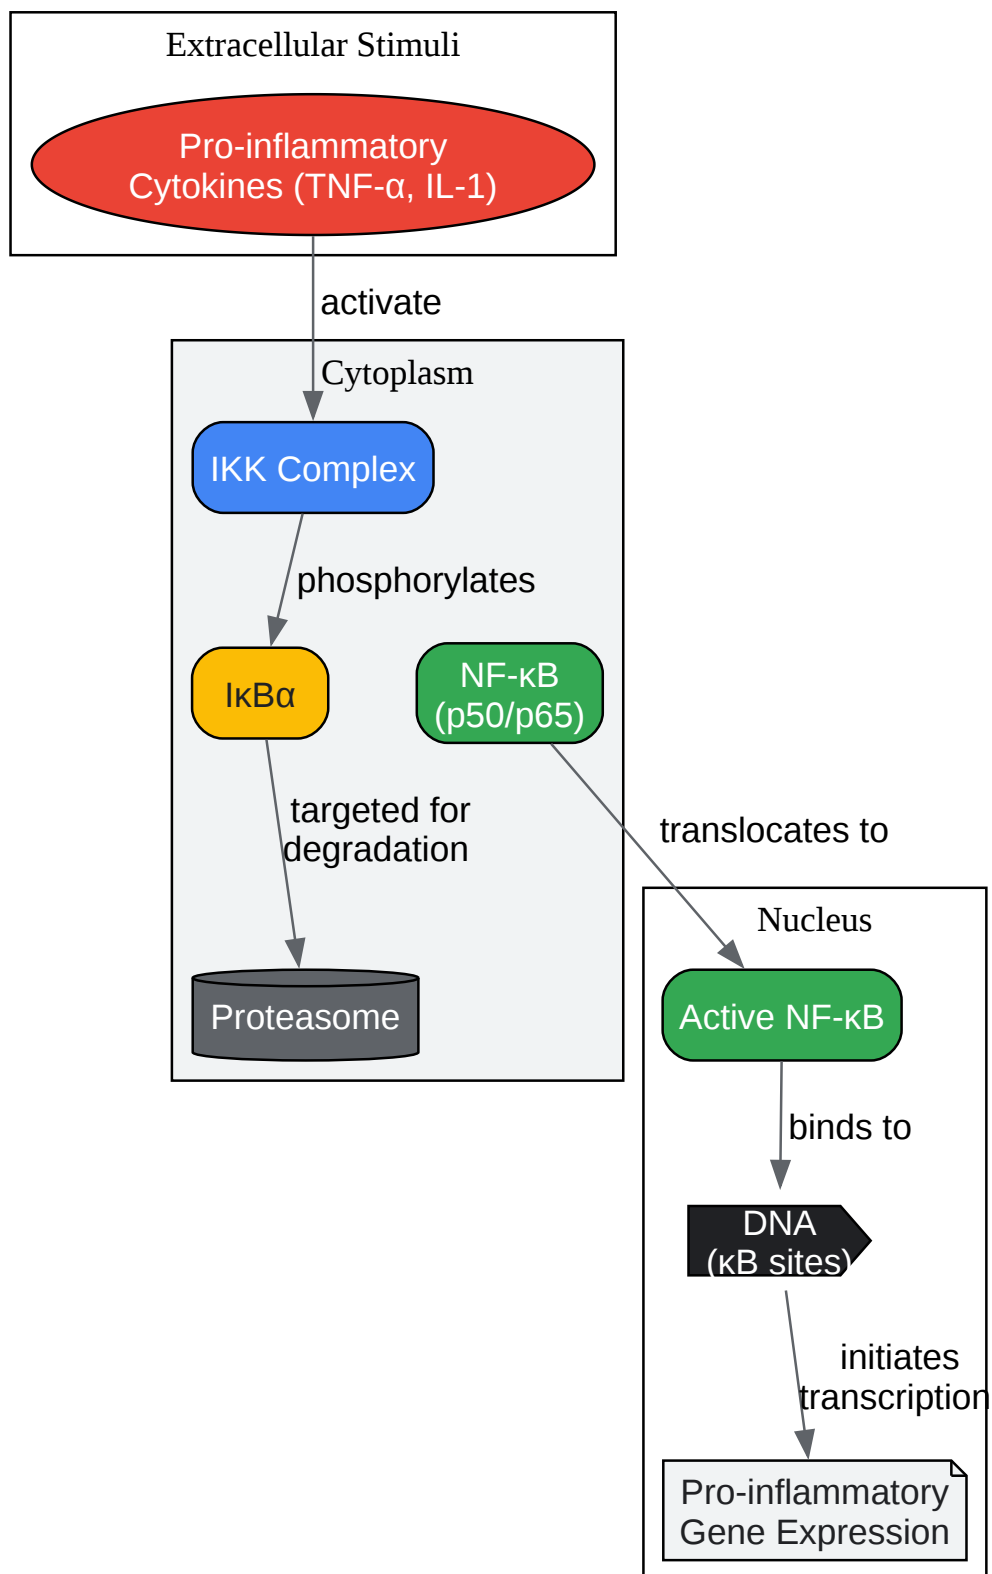 Extracellular Stimuli
Pro-inflammatory
Cytokines (TNF-α, IL-1)
activate
Cytoplasm
IKK Complex
phosphorylates
IκBα
NF-κB
(p50/p65)
targeted for
degradation
translocates to
Nucleus
Proteasome
Active NF-κB
binds to
DNA
(κB sites)
initiates
transcription
Pro-inflammatory
Gene Expression